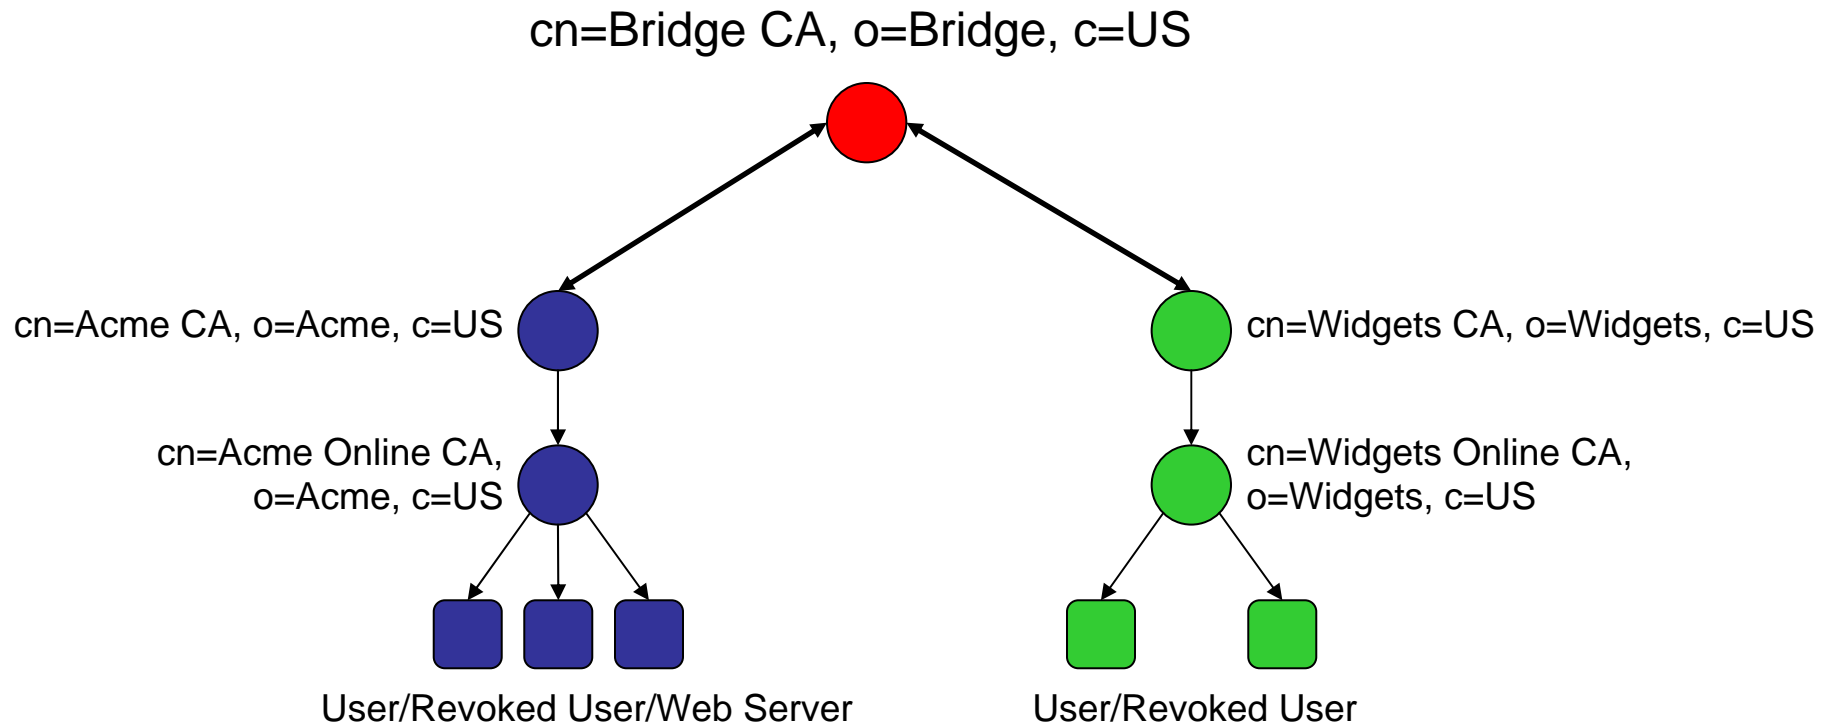 cn=Bridge CA, o=Bridge, c=US
cn=Acme CA, o=Acme, c=US
cn=Widgets CA, o=Widgets, c=US
cn=Acme Online CA,
o=Acme, c=US
cn=Widgets Online CA,
o=Widgets, c=US
User/Revoked User/Web Server
User/Revoked User